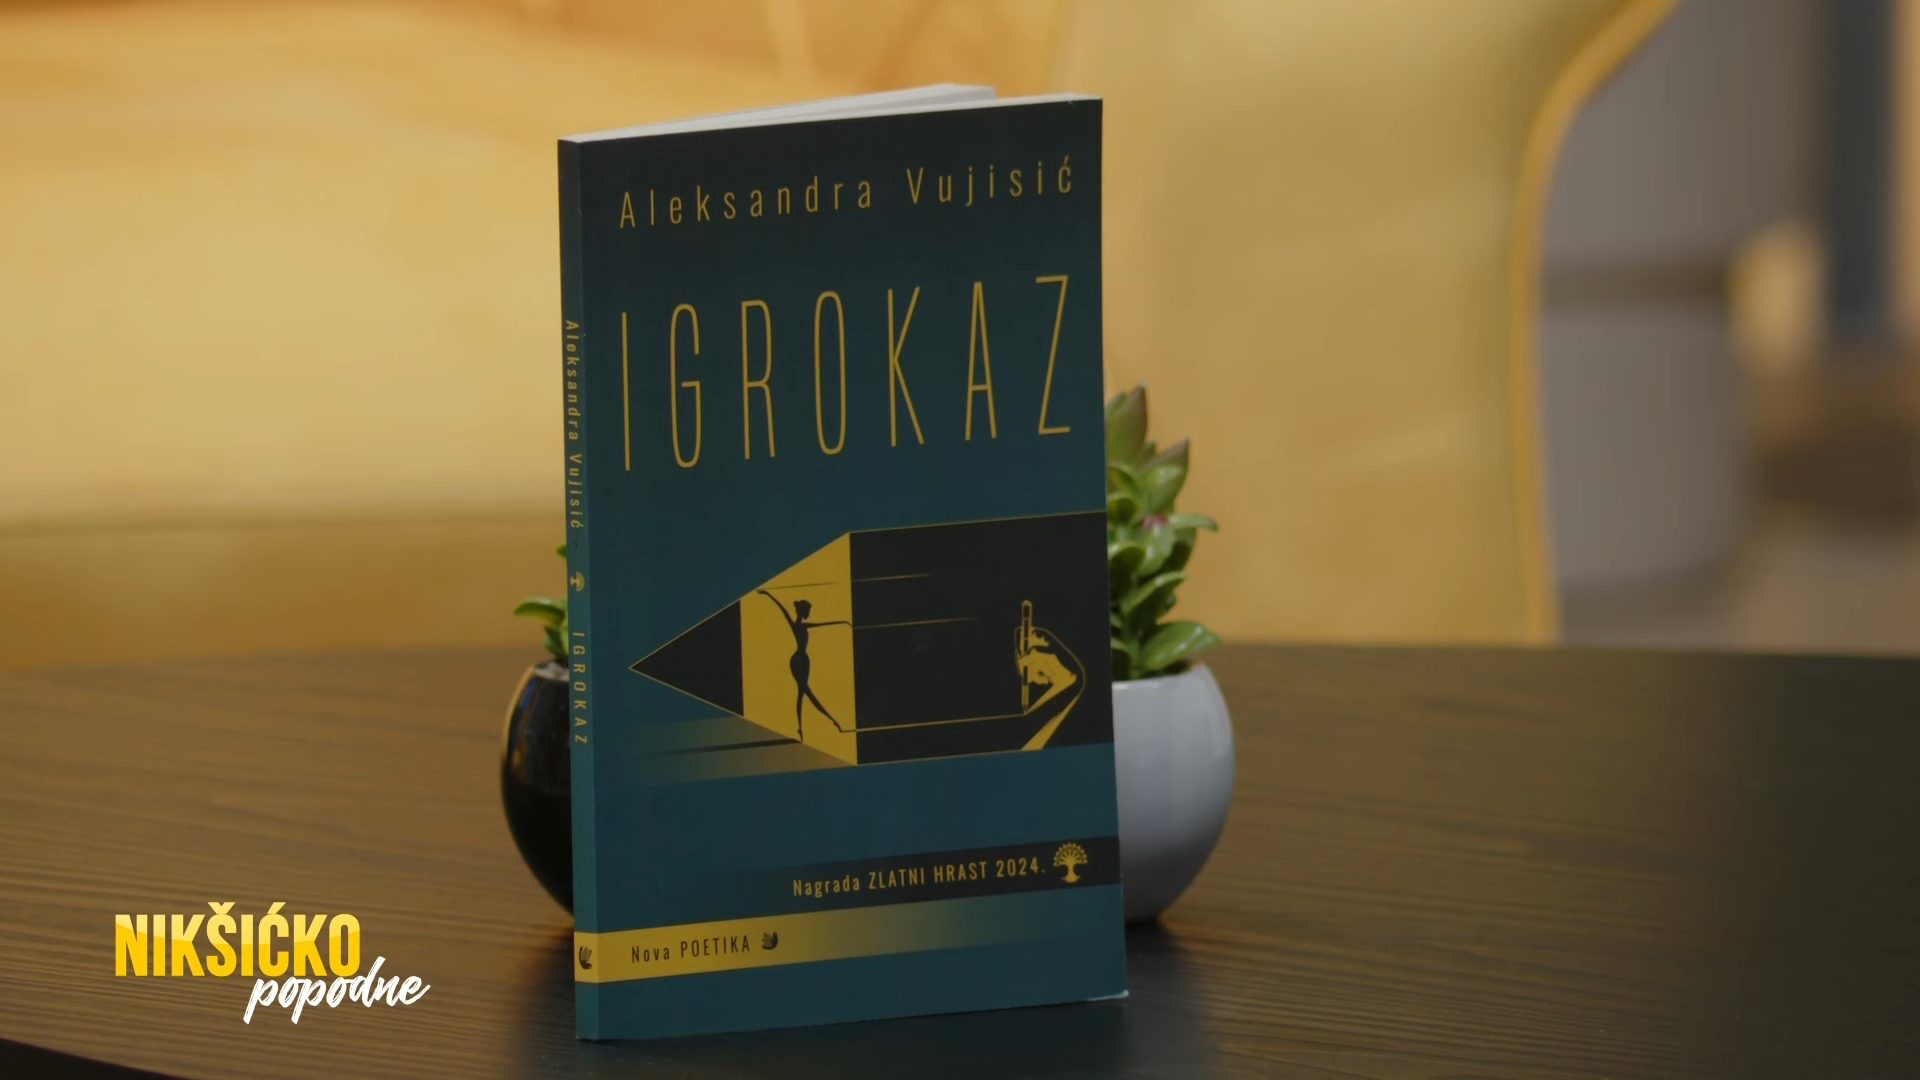 Aleksandra Vujisić
IGROKAZ
Aleksandra Vujisić - IGROKAZ
Nagrada ZLATNI HRAST 2024.
Nova POETIKA
NIKŠIĆKO
popodne